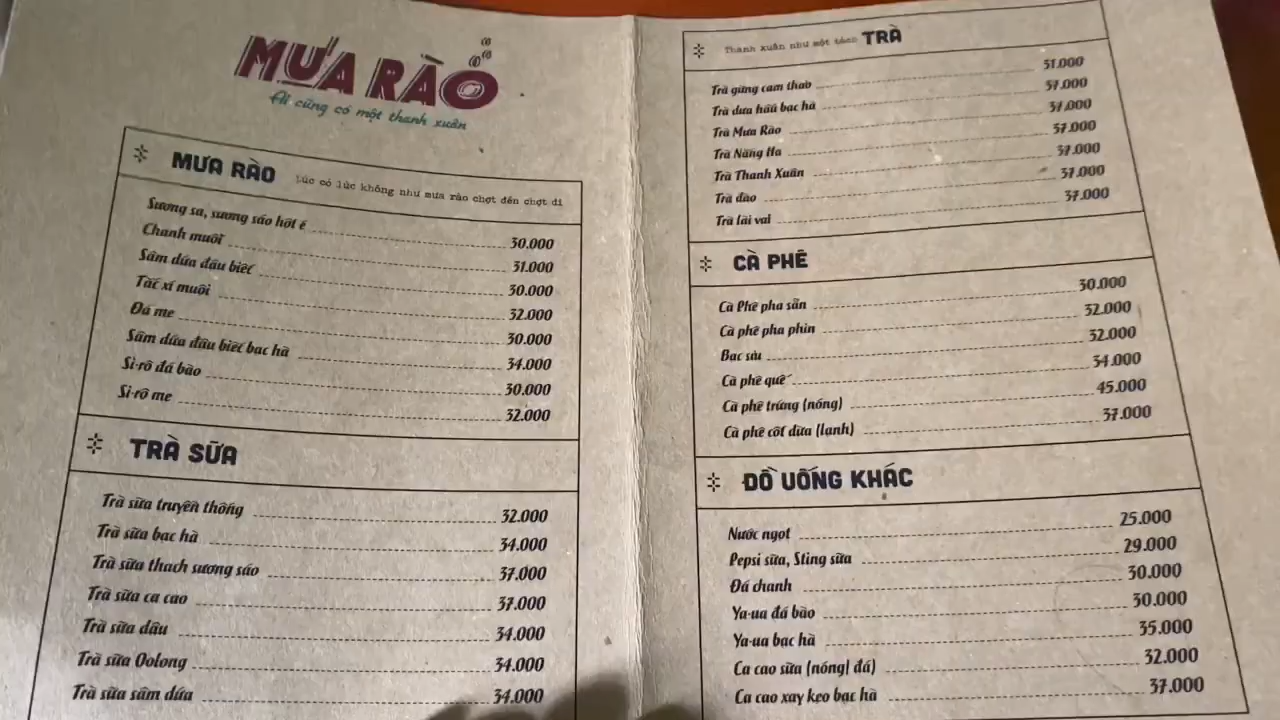 MƯA RÀO
Ai cũng có một thanh xuân
MƯA RÀO Lúc có lúc không như mưa rào chợt đến chợt đi
Sương sa, sương sáo hột é 30.000
Chanh muối 31.000
Sâm dứa đậu biếc 30.000
Tắc xí muội 32.000
Đá me 30.000
Sâm dứa đậu biếc bạc hà 34.000
Si-rô đá bào 30.000
Si-rô me 32.000
TRÀ SỮA
Trà sữa truyền thống 32.000
Trà sữa bạc hà 34.000
Trà sữa thạch sương sáo 37.000
Trà sữa ca cao 37.000
Trà sữa dâu 34.000
Trà sữa Oolong 34.000
Trà sữa sâm dứa 34.000
Thanh xuân như một tách TRÀ
Trà gừng cam thảo 31.000
Trà dưa hấu bạc hà 37.000
Trà Mưa Rào 37.000
Trà Nắng Hạ 37.000
Trà Thanh Xuân 37.000
Trà đào 37.000
Trà lài vải 37.000
CÀ PHÊ
Cà Phê pha sẵn 30.000
Cà phê pha phin 32.000
Bạc sỉu 32.000
Cà phê quế 34.000
Cà phê trứng (nóng) 45.000
Cà phê cốt dừa (lạnh) 37.000
ĐỒ UỐNG KHÁC
Nước ngọt 25.000
Pepsi sữa, Sting sữa 29.000
Đá chanh 30.000
Ya-ua đá bào 30.000
Ya-ua bạc hà 35.000
Ca cao sữa (nóng| đá) 32.000
Ca cao xay kẹo bạc hà 37.000